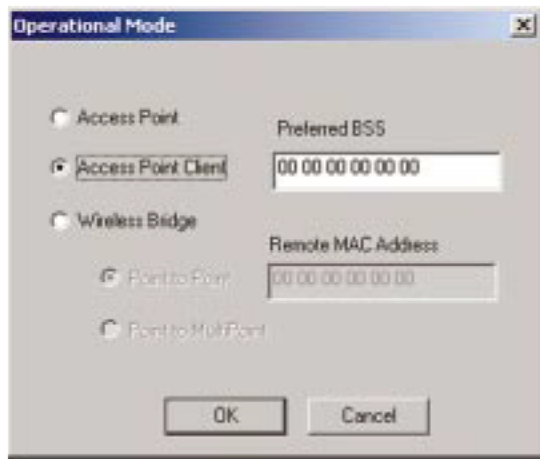 Operational Mode
Access Point
Preferred BSS
Access Point Client
00 00 00 00 00 00
Wireless Bridge
Remote MAC Address
Point to Point
00 00 00 00 00 00
Point to MultiPoint
OK
Cancel